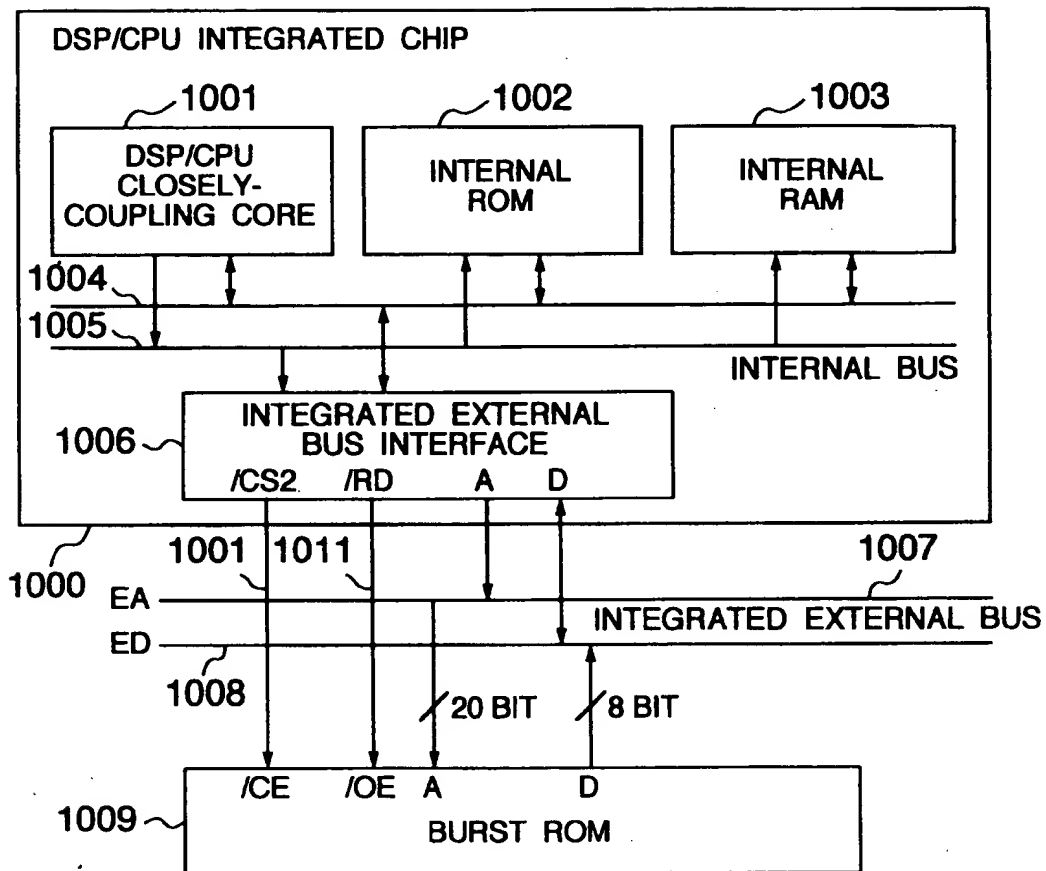 DSP/CPU INTEGRATED CHIP
1001
1002
1003
DSP/CPU
CLOSELY-
COUPLING CORE
INTERNAL
ROM
INTERNAL
RAM
1004
1005
INTERNAL BUS
INTEGRATED EXTERNAL
BUS INTERFACE
1006
/CS2 /RD A D
1000
1001 1011
1007
EA
INTEGRATED EXTERNAL BUS
ED
1008
20 BIT 8 BIT
/CE /OE A D
1009
BURST ROM